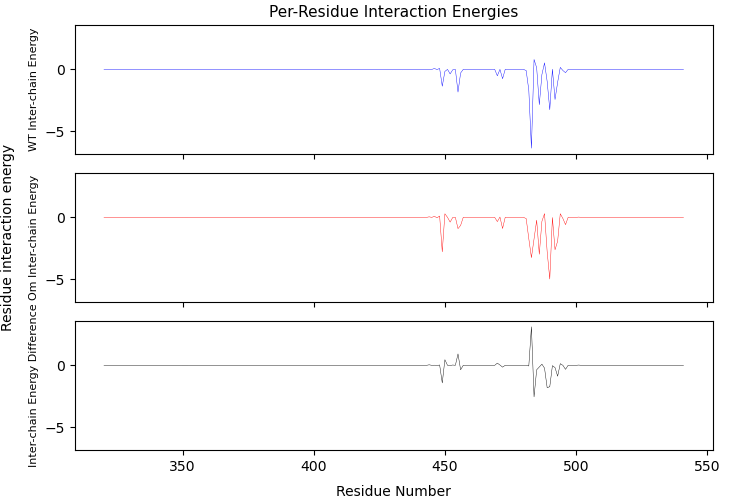 Per-Residue Interaction Energies
Residue interaction energy
WT Inter-chain Energy
0
−5
Om Inter-chain Energy
0
−5
Inter-chain Energy Difference
0
−5
350
400
450
500
550
Residue Number